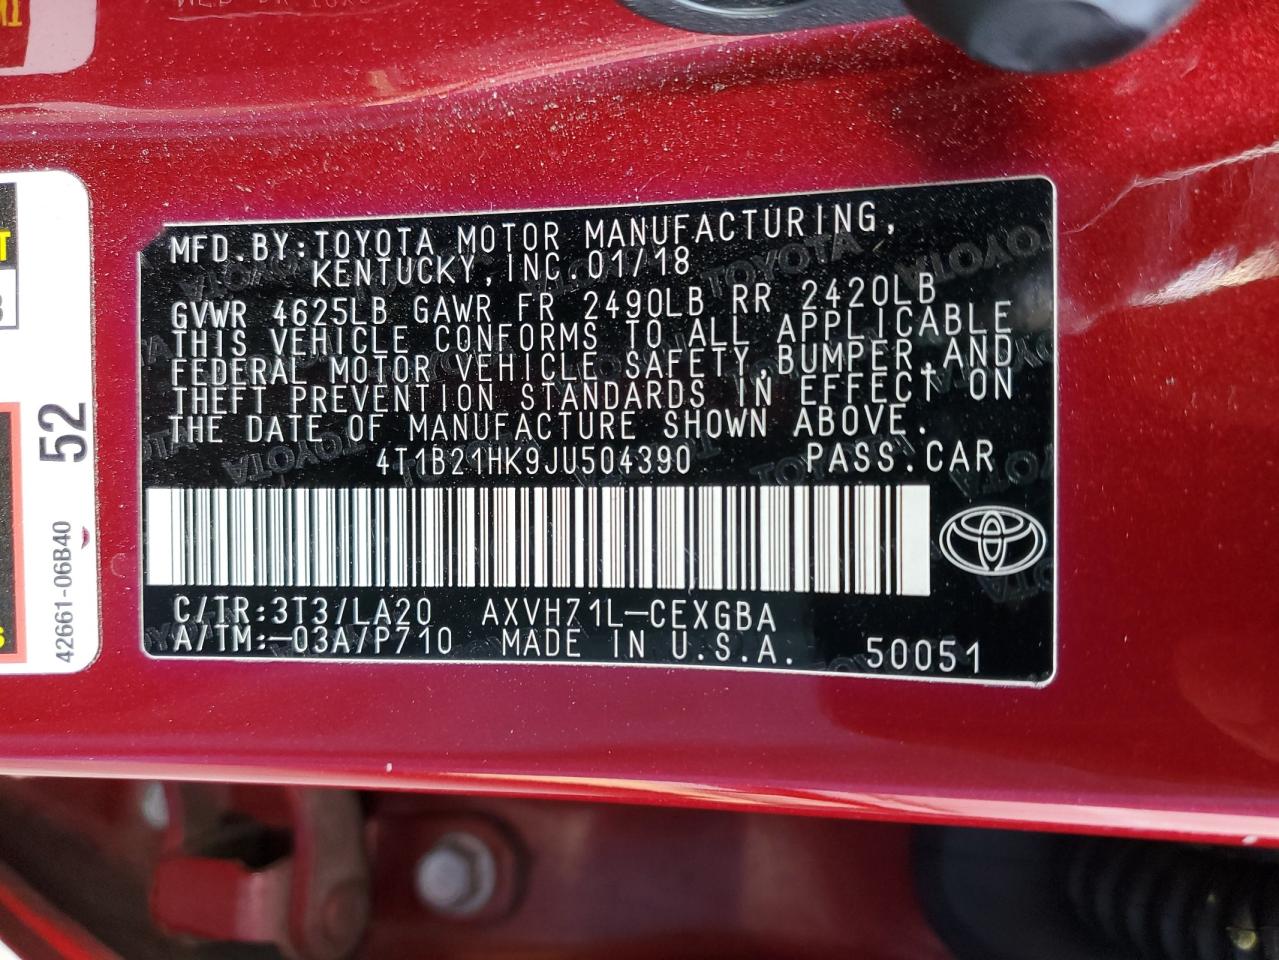 MFD.BY:TOYOTA MOTOR MANUFACTURING,
KENTUCKY, INC. 01/18
GVWR 4625LB GAWR FR 2490LB RR 2420LB
THIS VEHICLE CONFORMS TO ALL APPLICABLE
FEDERAL MOTOR VEHICLE SAFETY,BUMPER,AND
THEFT PREVENTION STANDARDS IN EFFECT ON
THE DATE OF MANUFACTURE SHOWN ABOVE.
4T1B21HK9JU504390 PASS.CAR
C/TR:3T3/LA20 AXVH71L-CEXGBA
A/TM:-03A/P710 MADE IN U.S.A. 50051
52
42661-06B40
TOYOTA